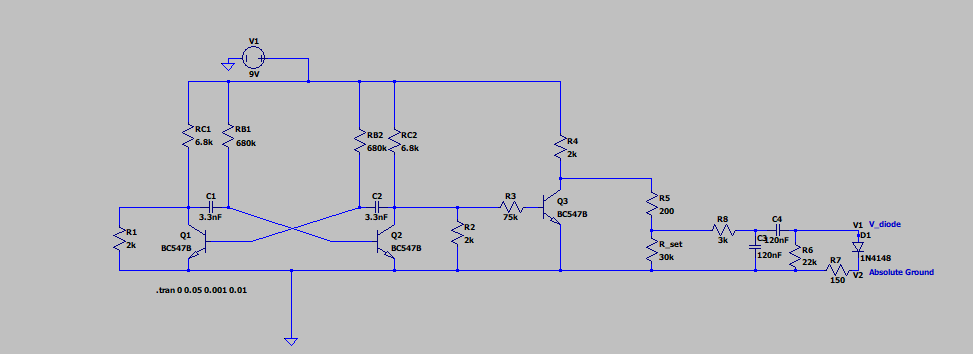 V1
9V
RC1
6.8k
RB1
680k
RB2
680k
RC2
6.8k
R4
2k
C1
3.3nF
C2
3.3nF
R1
2k
Q1
BC547B
Q2
BC547B
R2
2k
R3
75k
Q3
BC547B
R5
200
R_set
30k
R8
3k
C3
120nF
C4
120nF
R6
22k
V1
V_diode
D1
1N4148
R7
150
V2
Absolute Ground
.tran 0 0.05 0.001 0.01